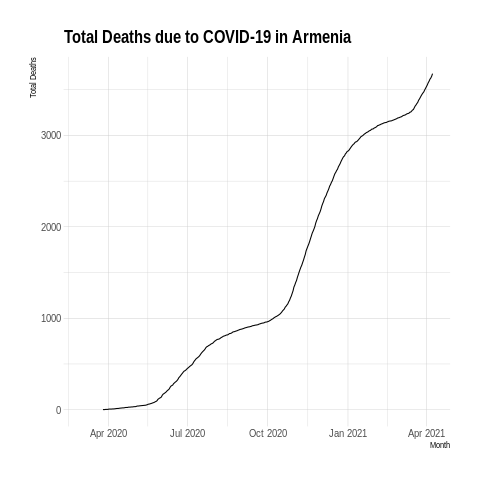 Total Deaths due to COVID-19 in Armenia
Total Deaths
3000
2000
1000
0
Apr 2020 Jul 2020 Oct 2020 Jan 2021 Apr 2021
Month